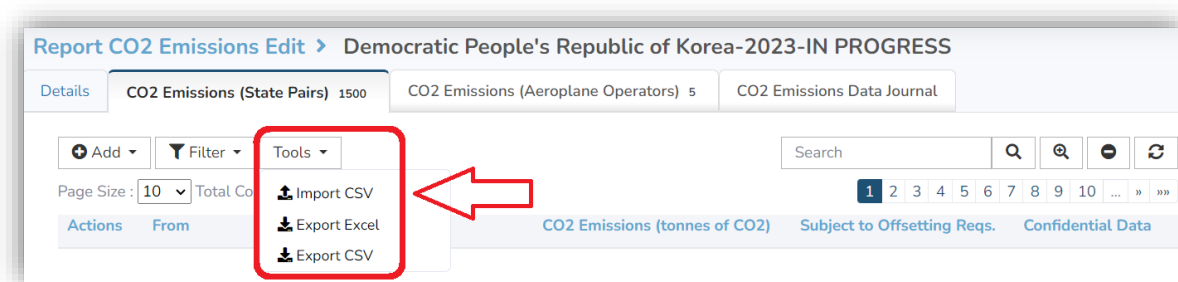 Report CO2 Emissions Edit > Democratic People's Republic of Korea-2023-IN PROGRESS
Details CO2 Emissions (State Pairs) 1500 CO2 Emissions (Aeroplane Operators) 5 CO2 Emissions Data Journal
Add Filter Tools Search
Page Size : 10 Total Co 1 2 3 4 5 6 7 8 9 10 ... » »»
Import CSV
Actions From CO2 Emissions (tonnes of CO2) Subject to Offsetting Reqs. Confidential Data
Export Excel
Export CSV